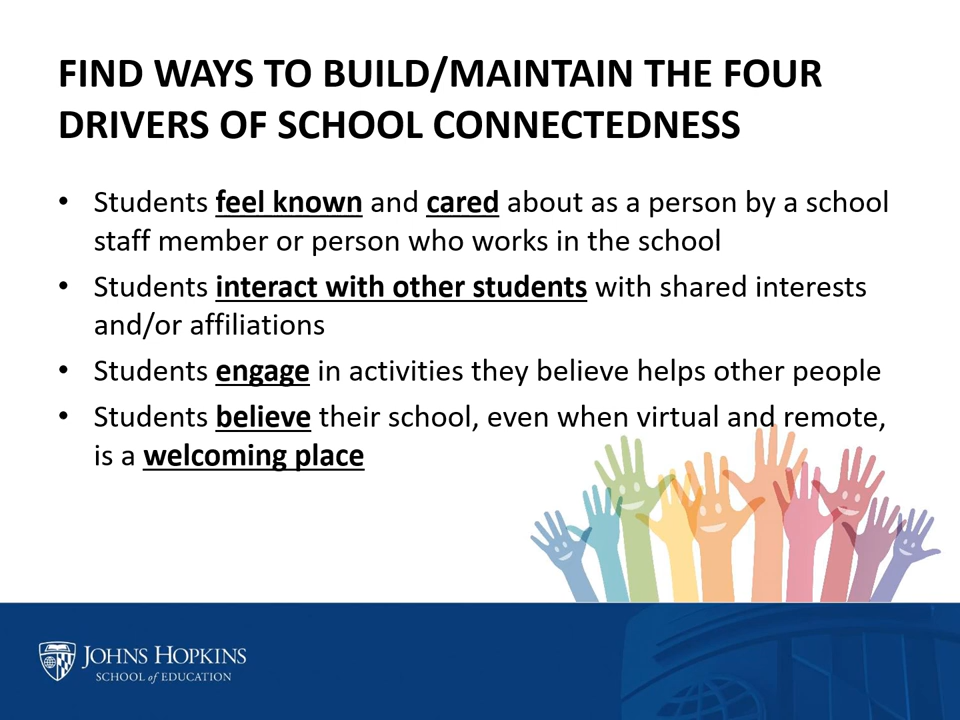 FIND WAYS TO BUILD/MAINTAIN THE FOUR
DRIVERS OF SCHOOL CONNECTEDNESS
• Students feel known and cared about as a person by a school
staff member or person who works in the school
• Students interact with other students with shared interests
and/or affiliations
• Students engage in activities they believe helps other people
• Students believe their school, even when virtual and remote,
is a welcoming place
JOHNS HOPKINS
SCHOOL of EDUCATION